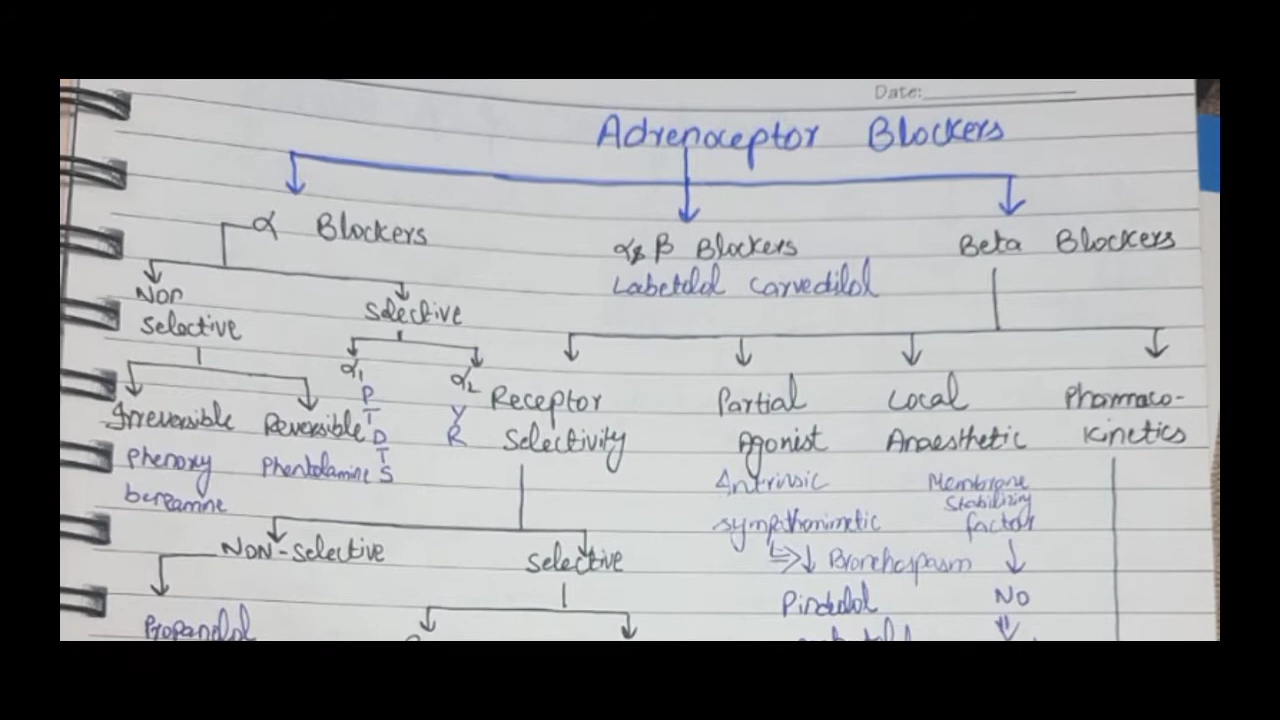 Date:
Adrenoceptor Blockers
α Blockers
α & β Blockers
Labetalol Carvedilol
Beta Blockers
Non
Selective
Selective
α1
α2
P
T
D
T
S
Y
R
Irreversible
Phenoxy
benzamine
Reversible
Phentolamine
Receptor
Selectivity
Partial
Agonist
Intrinsic
sympathomimetic
↓ Bronchospasm
Pindolol
Local
Anaesthetic
Membrane
Stabilizing
factor
↓
NO
Pharmaco-
Kinetics
NON-selective
Selective
Propanolol